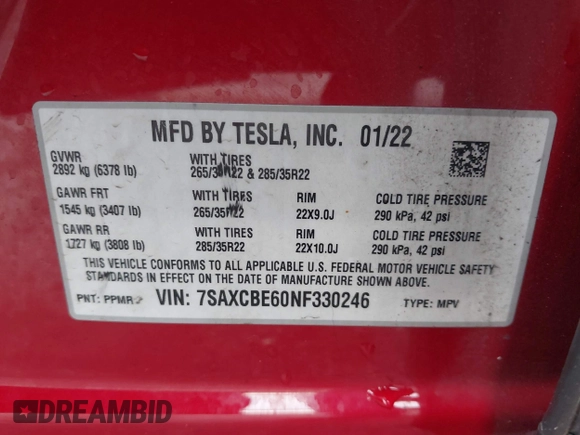 MFD BY TESLA, INC. 01/22
GVWR
2892 kg (6378 lb)
WITH TIRES
265/35R22 & 285/35R22
GAWR FRT
1545 kg (3407 lb)
WITH TIRES
265/35R22
RIM
22X9.0J
COLD TIRE PRESSURE
290 kPa, 42 psi
GAWR RR
1727 kg (3808 lb)
WITH TIRES
285/35R22
RIM
22X10.0J
COLD TIRE PRESSURE
290 kPa, 42 psi
THIS VEHICLE CONFORMS TO ALL APPLICABLE U.S. FEDERAL MOTOR VEHICLE SAFETY
STANDARDS IN EFFECT ON THE DATE OF MANUFACTURE SHOWN ABOVE.
PNT: PPMR
VIN: 7SAXCBE60NF330246
TYPE: MPV
DREAMBID